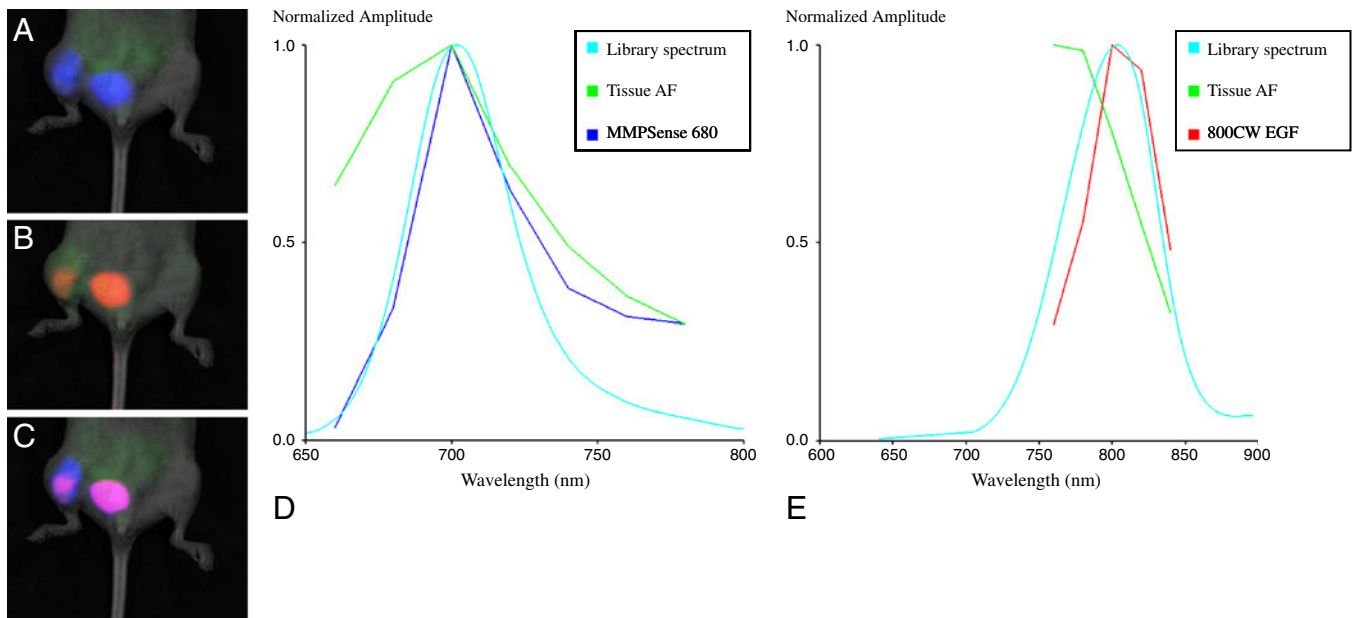 A
B
C
Normalized Amplitude
1.0
0.5
0.0
650
700
750
800
Wavelength (nm)
Library spectrum
Tissue AF
MMPSense 680
D
Normalized Amplitude
1.0
0.5
0.0
600
650
700
750
800
850
900
Wavelength (nm)
Library spectrum
Tissue AF
800CW EGF
E